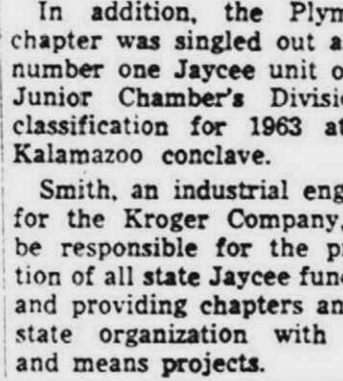 In addition, the Plym
chapter was singled out a
number one Jaycee unit o
Junior Chamber's Divisi
classification for 1963 at
Kalamazoo conclave.
Smith, an industrial eng
for the Kroger Company,
be responsible for the p
tion of all state Jaycee fun
and providing chapters an
state organization with
and means projects.